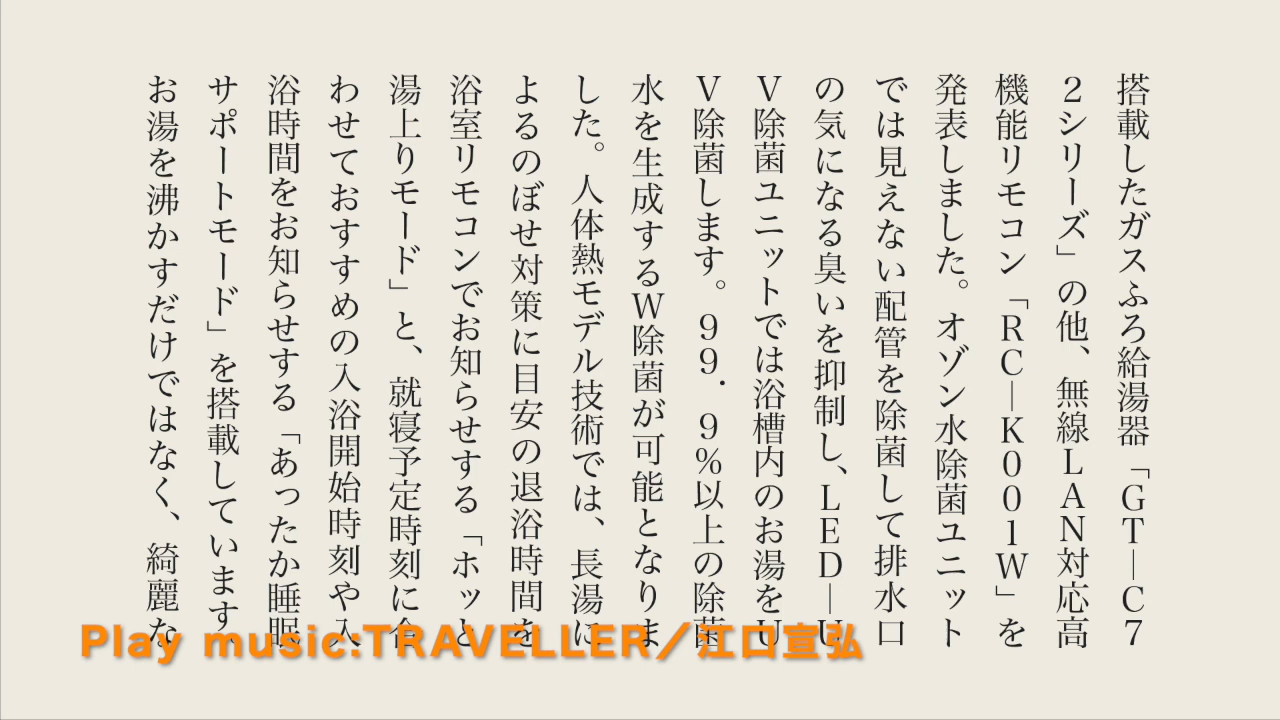 搭載したガスふろ給湯器「GT―C7
2シリーズ」の他、無線LAN対応高
機能リモコン「RC―K001W」を
発表しました。オゾン水除菌ユニット
では見えない配管を除菌して排水口
の気になる臭いを抑制し、LED―U
V除菌ユニットでは浴槽内のお湯をU
V除菌します。99.9%以上の除菌
水を生成するW除菌が可能となりま
した。人体熱モデル技術では、長湯に
よるのぼせ対策に目安の退浴時間を
浴室リモコンでお知らせする「ホッと
湯上りモード」と、就寝予定時刻に合
わせておすすめの入浴開始時刻や入
浴時間をお知らせする「あったか睡眠
サポートモード」を搭載しています。
お湯を沸かすだけではなく、綺麗な
Play music:TRAVELLER／江口宣弘